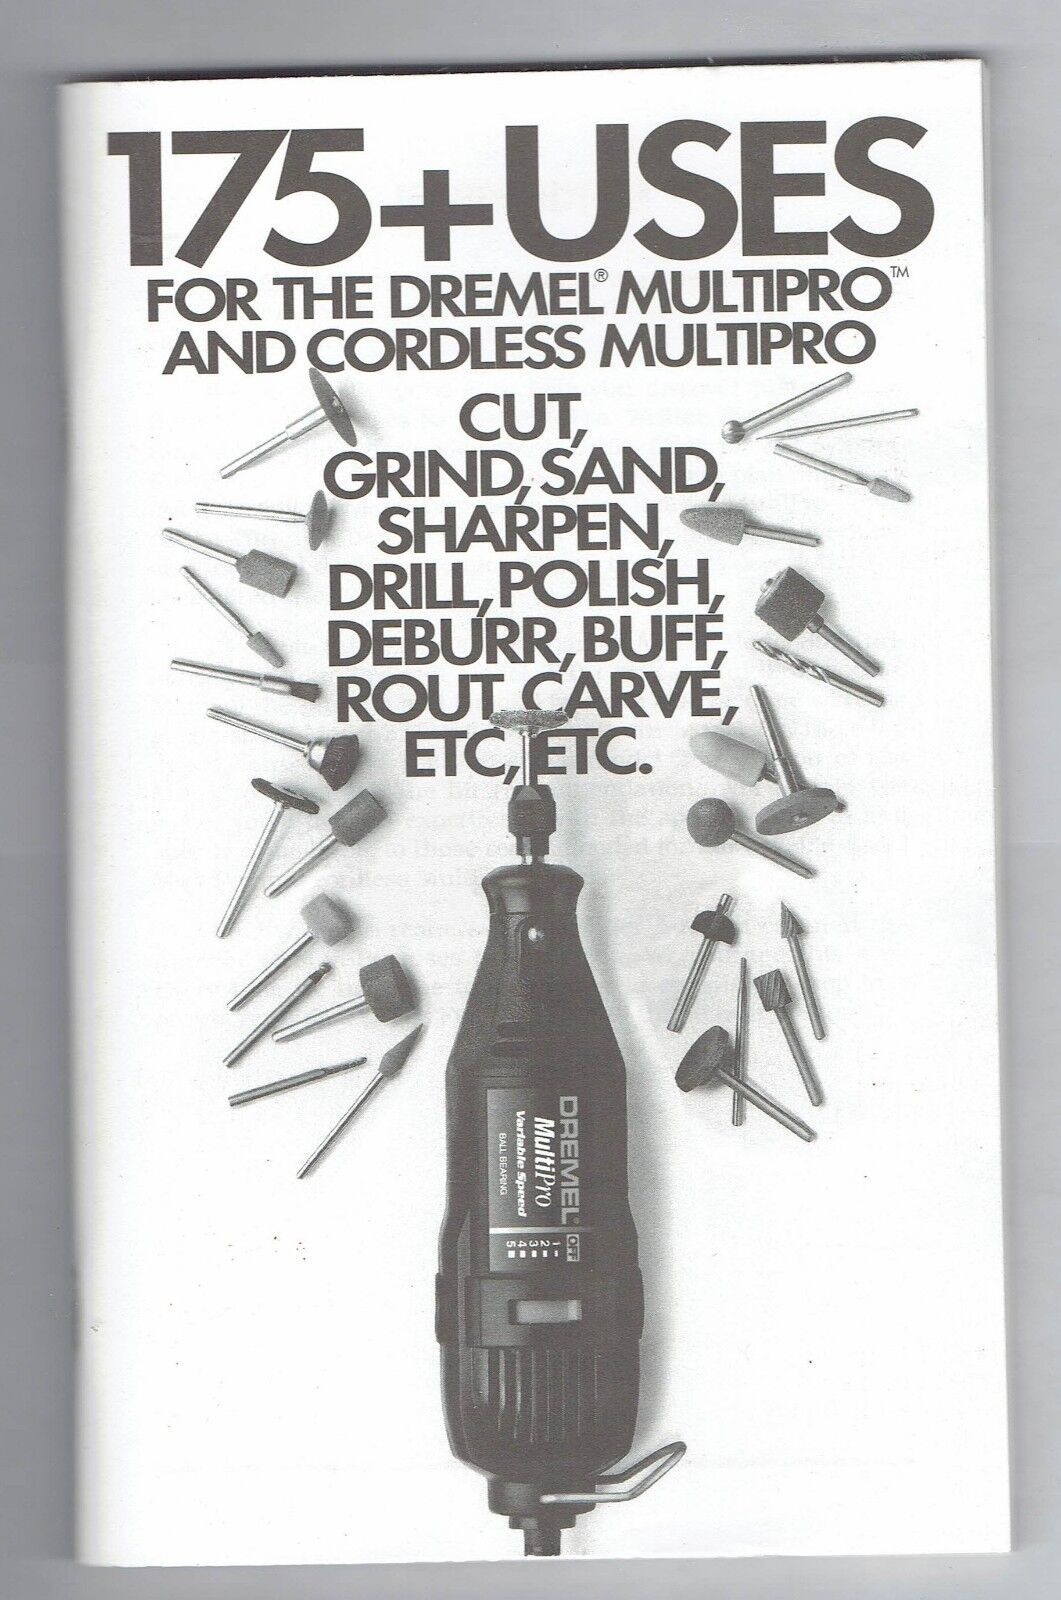 175+USES
FOR THE DREMEL® MULTIPRO™
AND CORDLESS MULTIPRO
CUT,
GRIND, SAND,
SHARPEN,
DRILL, POLISH,
DEBURR, BUFF,
ROUT, CARVE,
ETC, ETC.
DREMEL®
MultiPro
Variable Speed
BALL BEARING
OFF
1
2
3
4
5